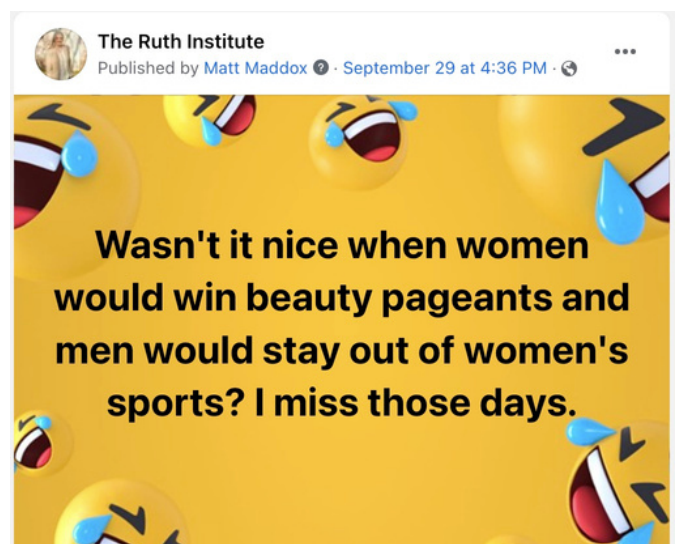 The Ruth Institute
Published by Matt Maddox ? · September 29 at 4:36 PM ·
Wasn't it nice when women
would win beauty pageants and
men would stay out of women's
sports? I miss those days.